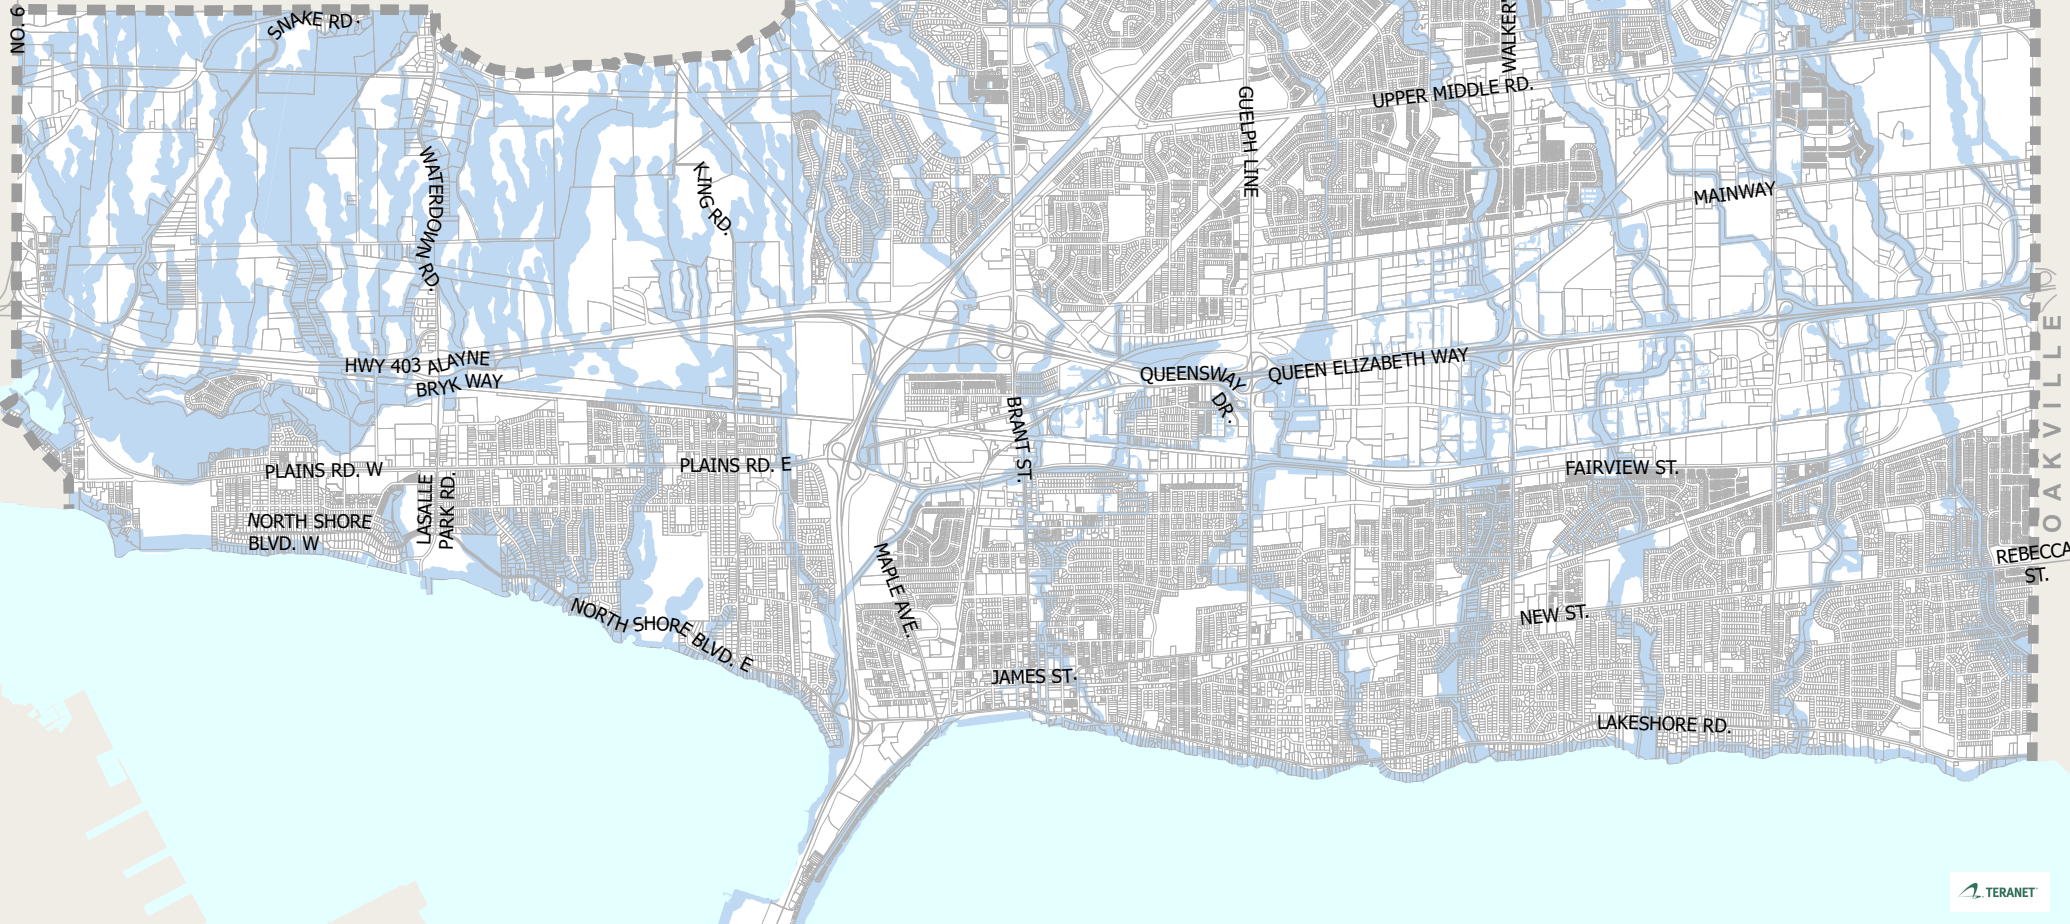 NO. 6
SNAKE RD.
WALKER
UPPER MIDDLE RD.
GUELPH LINE
WATERDOWN RD.
KING RD.
MAINWAY
OAKVILLE
HWY 403 ALAYNE
BRYK WAY
QUEENSWAY
DR.
QUEEN ELIZABETH WAY
BRANT ST.
PLAINS RD. W
PLAINS RD. E
FAIRVIEW ST.
LASALLE
PARK RD.
NORTH SHORE
BLVD. W
REBECCA
ST.
MAPLE AVE.
NORTH SHORE BLVD. E
NEW ST.
JAMES ST.
LAKESHORE RD.
TERANET